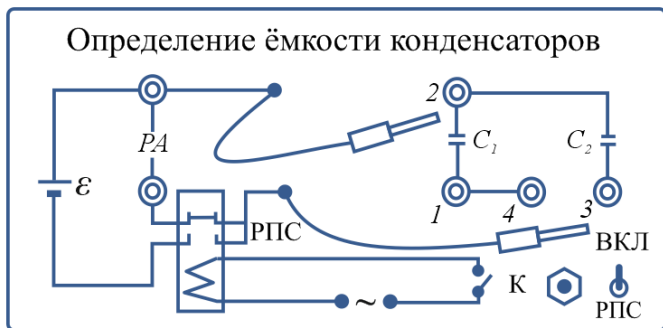 Определение ёмкости конденсаторов
2
PA
C₁
C₂
ε
1
4
3
РПС
ВКЛ
К
~
РПС